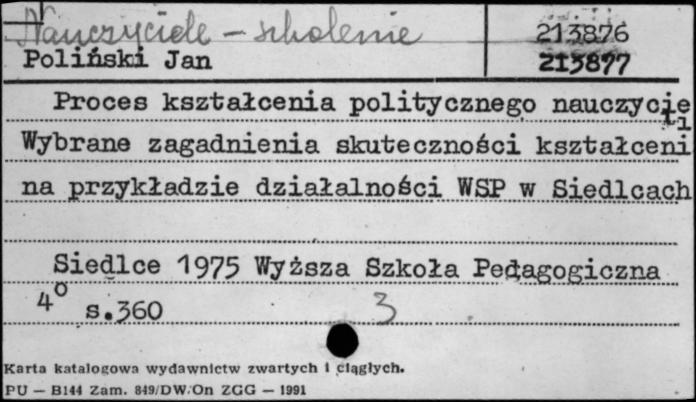 Nauczyciele - szkolenie 213876
Poliński Jan 213877
Proces kształcenia politycznego nauczycie
li
Wybrane zagadnienia skuteczności kształceni
na przykładzie działalności WSP w Siedlcach
Siedlce 1975 Wyższa Szkoła Pedagogiczna
4° s.360 3
Karta katalogowa wydawnictw zwartych i ciągłych.
PU — B144 Zam. 849/DW/On ZGG — 1991